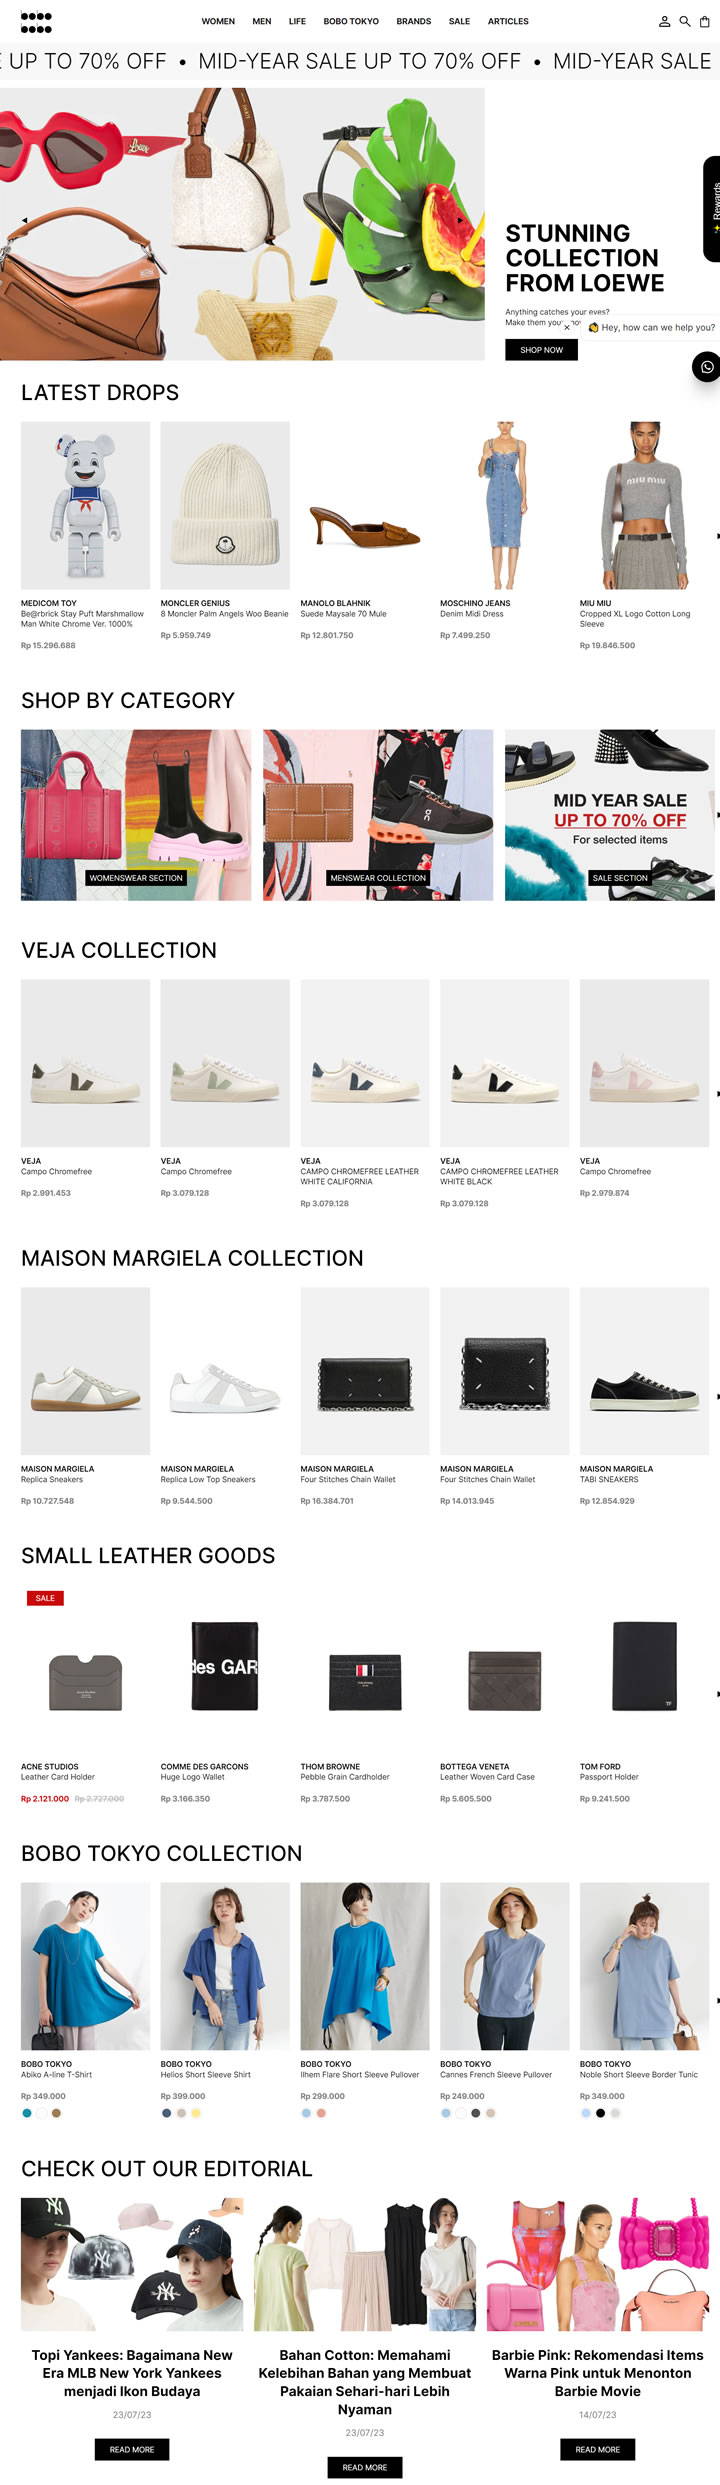 WOMEN MEN LIFE BOBO TOKYO BRANDS SALE ARTICLES
UP TO 70% OFF • MID-YEAR SALE UP TO 70% OFF • MID-YEAR SALE
Loewe
Rewards
STUNNING
COLLECTION
FROM LOEWE
Anything catches your eyes?
Make them your
Hey, how can we help you?
SHOP NOW
LATEST DROPS
miu miu
MEDICOM TOY
Be@rbrick Stay Puft Marshmallow
Man White Chrome Ver. 1000%
Rp 15.296.688
MONCLER GENIUS
8 Moncler Palm Angels Woo Beanie
Rp 5.959.749
MANOLO BLAHNIK
Suede Maysale 70 Mule
Rp 12.801.750
MOSCHINO JEANS
Denim Midi Dress
Rp 7.499.250
MIU MIU
Cropped XL Logo Cotton Long
Sleeve
Rp 19.846.500
SHOP BY CATEGORY
Chloé
WOMENSWEAR SECTION
MENSWEAR COLLECTION
MID YEAR SALE
UP TO 70% OFF
For selected items
SALE SECTION
VEJA COLLECTION
VEJA
Campo Chromefree
Rp 2.991.453
VEJA
Campo Chromefree
Rp 3.079.128
VEJA
CAMPO CHROMEFREE LEATHER
WHITE CALIFORNIA
Rp 3.079.128
VEJA
CAMPO CHROMEFREE LEATHER
WHITE BLACK
Rp 3.079.128
VEJA
Campo Chromefree
Rp 2.979.874
MAISON MARGIELA COLLECTION
MAISON MARGIELA
Replica Sneakers
Rp 10.727.548
MAISON MARGIELA
Replica Low Top Sneakers
Rp 9.544.500
MAISON MARGIELA
Four Stitches Chain Wallet
Rp 16.384.701
MAISON MARGIELA
Four Stitches Chain Wallet
Rp 14.013.945
MAISON MARGIELA
TABI SNEAKERS
Rp 12.854.929
SMALL LEATHER GOODS
SALE
des GAR
TF
ACNE STUDIOS
Leather Card Holder
Rp 2.121.000 Rp 2.727.000
COMME DES GARCONS
Huge Logo Wallet
Rp 3.166.350
THOM BROWNE
Pebble Grain Cardholder
Rp 3.787.500
BOTTEGA VENETA
Leather Woven Card Case
Rp 5.605.500
TOM FORD
Passport Holder
Rp 9.241.500
BOBO TOKYO COLLECTION
BOBO TOKYO
Abiko A-line T-Shirt
Rp 349.000
BOBO TOKYO
Helios Short Sleeve Shirt
Rp 399.000
BOBO TOKYO
Ilhem Flare Short Sleeve Pullover
Rp 299.000
BOBO TOKYO
Cannes French Sleeve Pullover
Rp 249.000
BOBO TOKYO
Noble Short Sleeve Border Tunic
Rp 349.000
CHECK OUT OUR EDITORIAL
Topi Yankees: Bagaimana New
Era MLB New York Yankees
menjadi Ikon Budaya
23/07/23
READ MORE
Bahan Cotton: Memahami
Kelebihan Bahan yang Membuat
Pakaian Sehari-hari Lebih
Nyaman
23/07/23
READ MORE
Barbie Pink: Rekomendasi Items
Warna Pink untuk Menonton
Barbie Movie
14/07/23
READ MORE